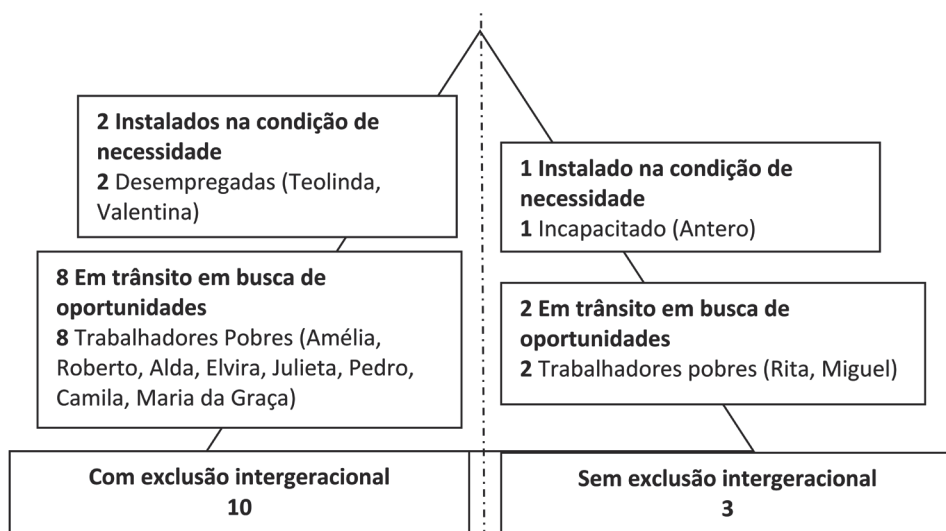 2 Instalados na condição de
necessidade
2 Desempregadas (Teolinda,
Valentina)
8 Em trânsito em busca de
oportunidades
8 Trabalhadores Pobres (Amélia,
Roberto, Alda, Elvira, Julieta, Pedro,
Camila, Maria da Graça)
Com exclusão intergeracional
10
1 Instalado na condição de
necessidade
1 Incapacitado (Antero)
2 Em trânsito em busca de
oportunidades
2 Trabalhadores pobres (Rita, Miguel)
Sem exclusão intergeracional
3